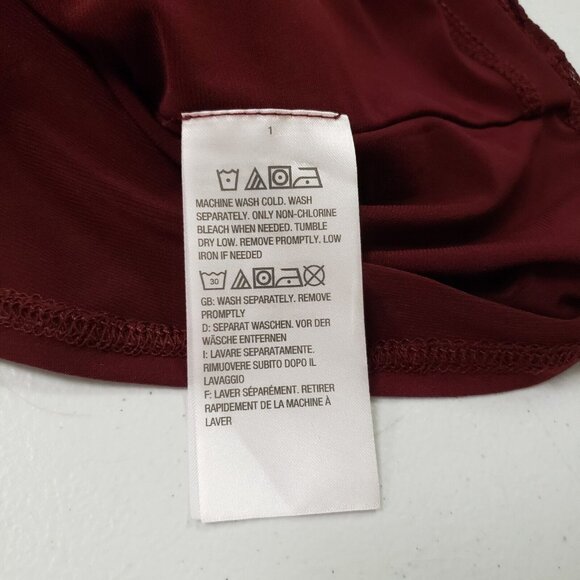 1
MACHINE WASH COLD. WASH
SEPARATELY. ONLY NON-CHLORINE
BLEACH WHEN NEEDED. TUMBLE
DRY LOW. REMOVE PROMPTLY. LOW
IRON IF NEEDED
30
GB: WASH SEPARATELY. REMOVE
PROMPTLY
D: SEPARAT WASCHEN. VOR DER
WÄSCHE ENTFERNEN
I: LAVARE SEPARATAMENTE.
RIMUOVERE SUBITO DOPO IL
LAVAGGIO
F: LAVER SÉPARÉMENT. RETIRER
RAPIDEMENT DE LA MACHINE À
LAVER